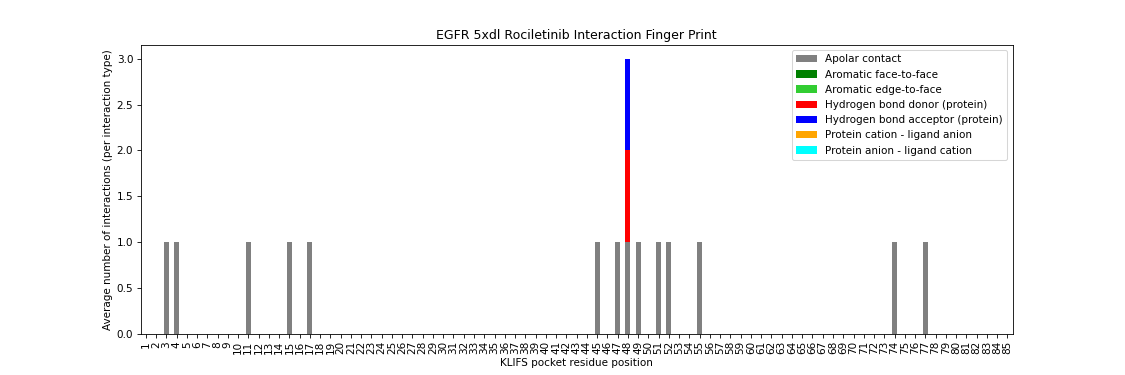 EGFR 5xdl Rociletinib Interaction Finger Print
Average number of interactions (per interaction type)
3.0
2.5
2.0
1.5
1.0
0.5
0.0
Apolar contact
Aromatic face-to-face
Aromatic edge-to-face
Hydrogen bond donor (protein)
Hydrogen bond acceptor (protein)
Protein cation - ligand anion
Protein anion - ligand cation
1 2 3 4 5 6 7 8 9 10 11 12 13 14 15 16 17 18 19 20 21 22 23 24 25 26 27 28 29 30 31 32 33 34 35 36 37 38 39 40 41 42 43 44 45 46 47 48 49 50 51 52 53 54 55 56 57 58 59 60 61 62 63 64 65 66 67 68 69 70 71 72 73 74 75 76 77 78 79 80 81 82 83 84 85
KLIFS pocket residue position